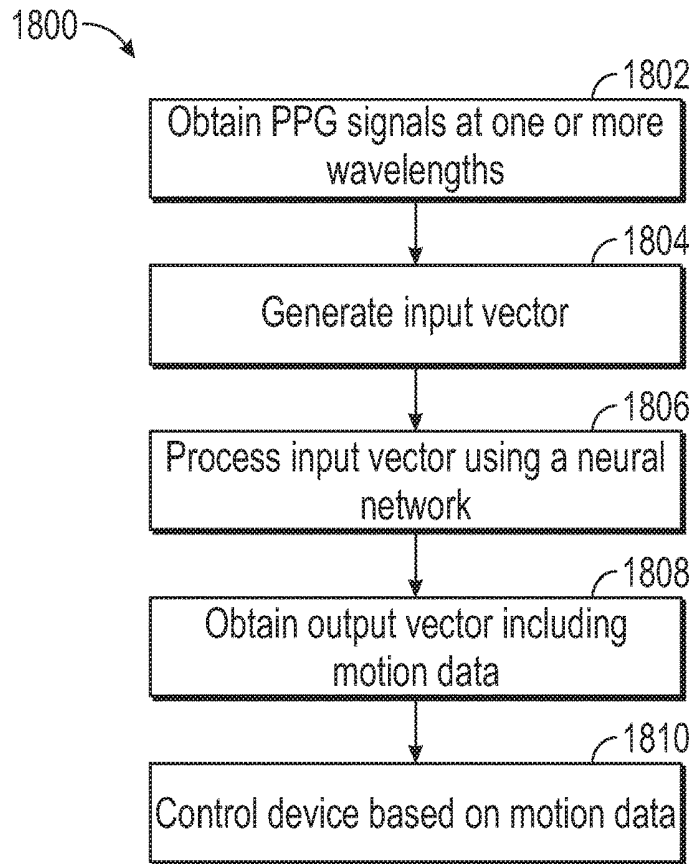 1800
1802
Obtain PPG signals at one or more
wavelengths
1804
Generate input vector
1806
Process input vector using a neural
network
1808
Obtain output vector including
motion data
1810
Control device based on motion data